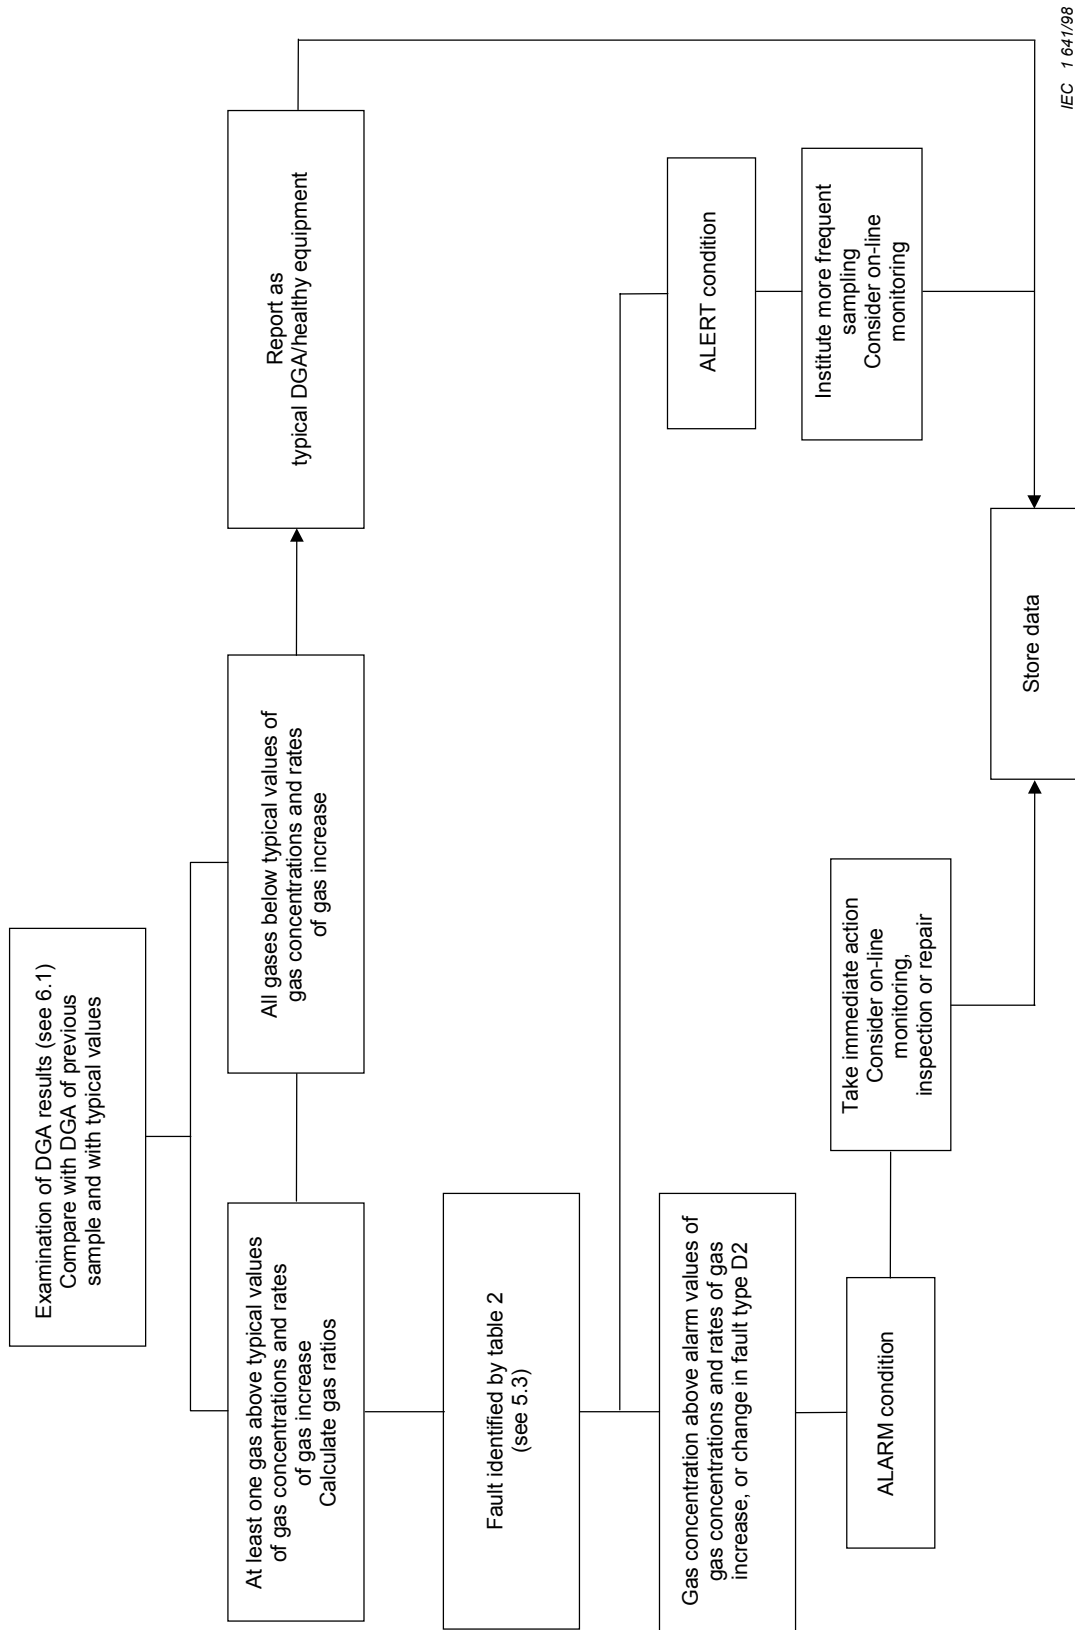 Examination of DGA results (see 6.1)
Compare with DGA of previous
sample and with typical values
At least one gas above typical values
of gas concentrations and rates
of gas increase
Calculate gas ratios
All gases below typical values of
gas concentrations and rates
of gas increase
Report as
typical DGA/healthy equipment
Fault identified by table 2
(see 5.3)
Gas concentration above alarm values of
gas concentrations and rates of gas
increase, or change in fault type D2
ALERT condition
ALARM condition
Take immediate action
Consider on-line
monitoring,
inspection or repair
Institute more frequent
sampling
Consider on-line
monitoring
Store data
IEC 1 641/98